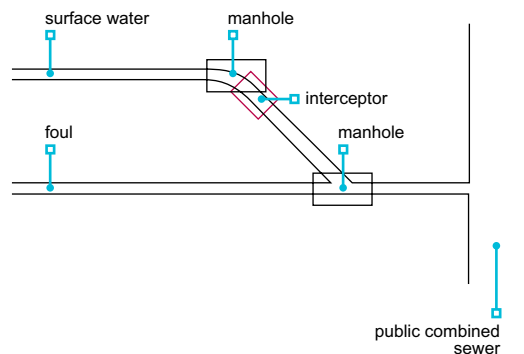 surface water
manhole
interceptor
foul
manhole
public combined
sewer